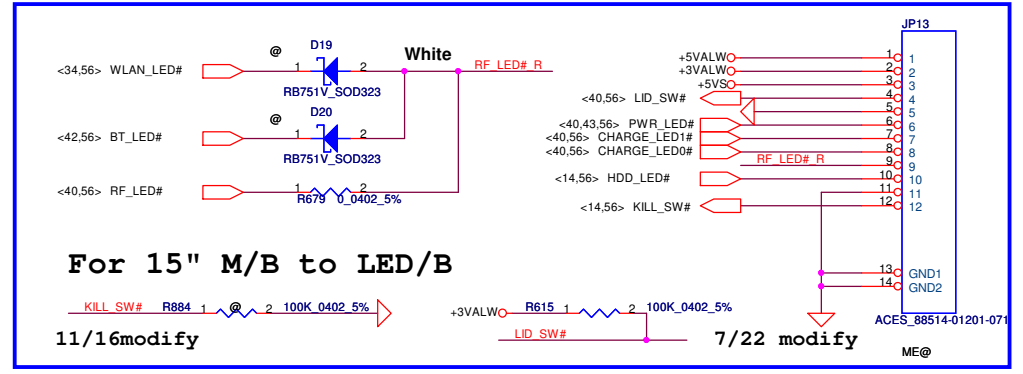 JP13
@ D19
White
<34,56> WLAN_LED# 1 2 RF_LED#_R
RB751V_SOD323
@ D20
<42,56> BT_LED# 1 2
RB751V_SOD323
<40,56> RF_LED# 1 2
R679 0_0402_5%
+5VALW 1 1
+3VALW 2 2
+5VS 3 3
<40,56> LID_SW# 4 4
5 5
<40,43,56> PWR_LED# 6 6
<40,56> CHARGE_LED1# 7 7
<40,56> CHARGE_LED0# 8 8
RF_LED#_R 9 9
<14,56> HDD_LED# 10 10
11 11
<14,56> KILL_SW# 12 12
13 GND1
14 GND2
ACES_88514-01201-071
ME@
For 15" M/B to LED/B
KILL_SW# R884 1 @ 2 100K_0402_5%
11/16modify
+3VALW R615 1 2 100K_0402_5%
LID_SW#
7/22 modify